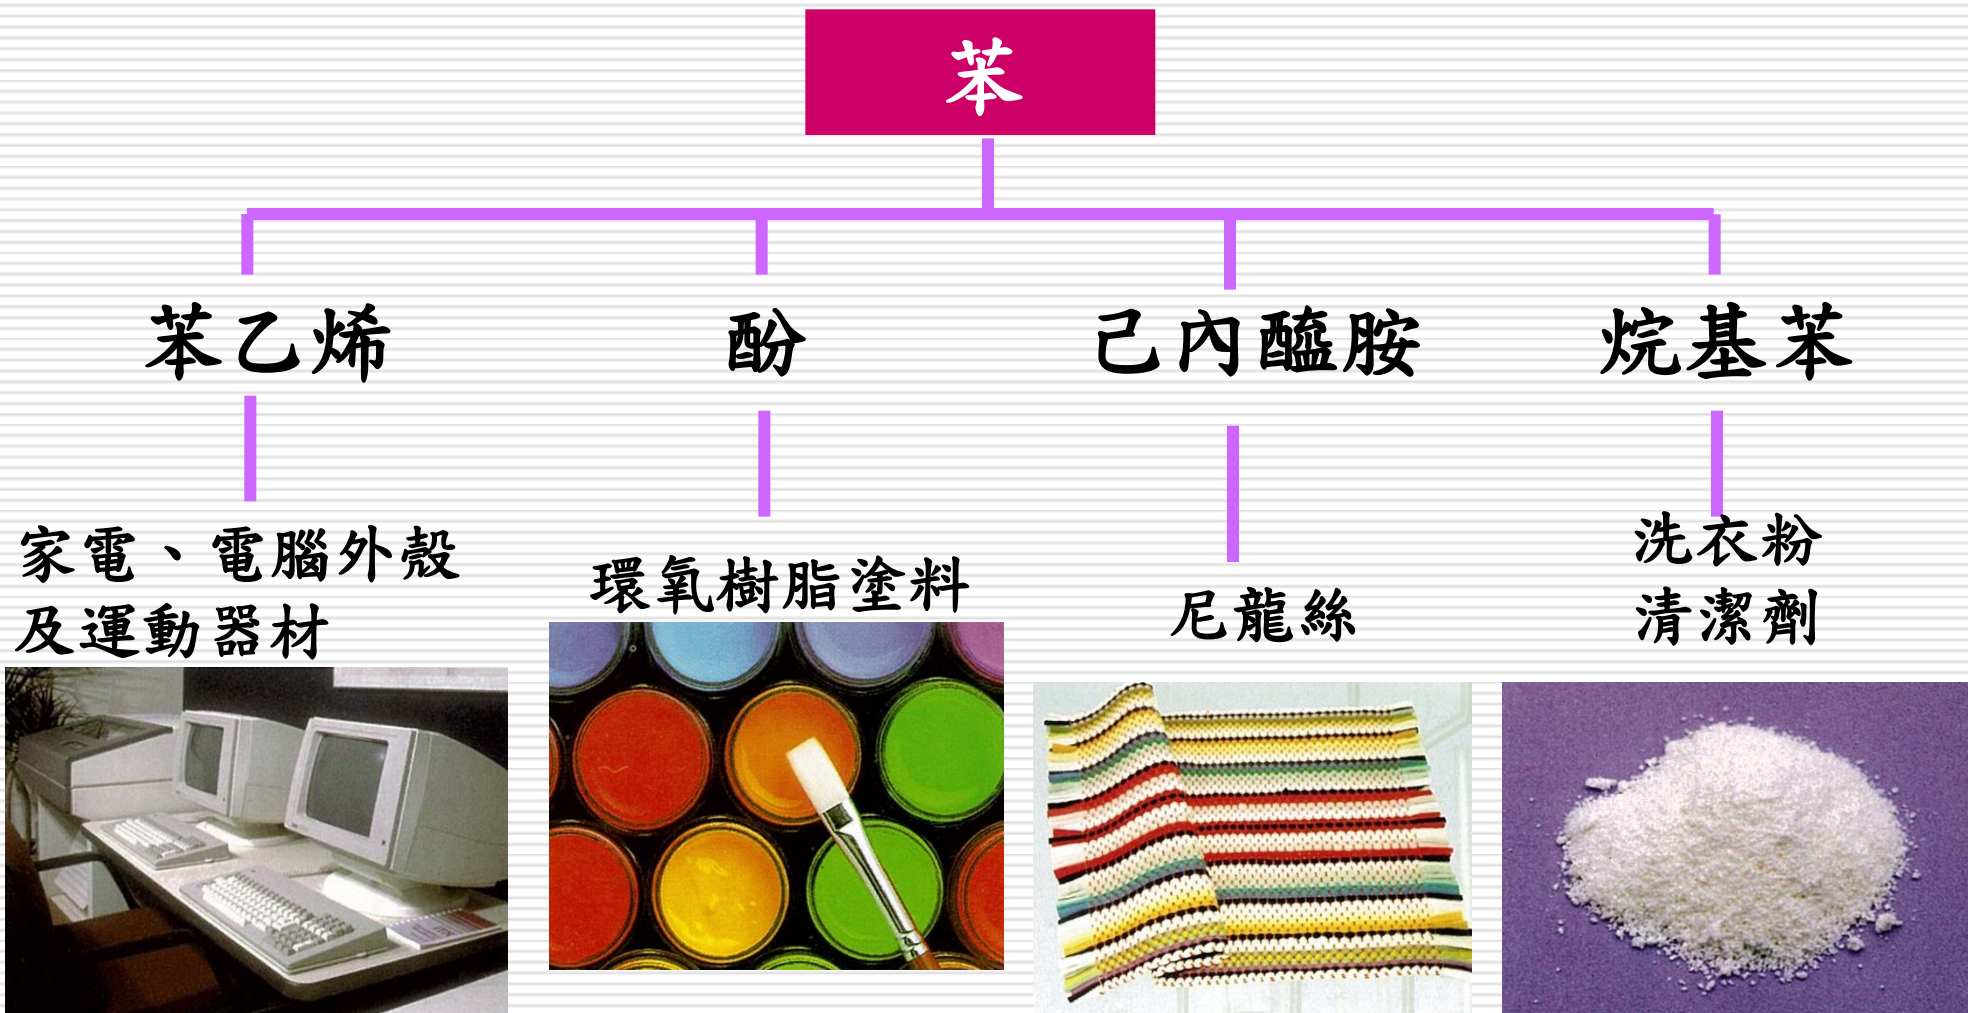 苯
苯乙烯
酚
己內醯胺
烷基苯
家電、電腦外殼
及運動器材
環氧樹脂塗料
尼龍絲
洗衣粉
清潔劑